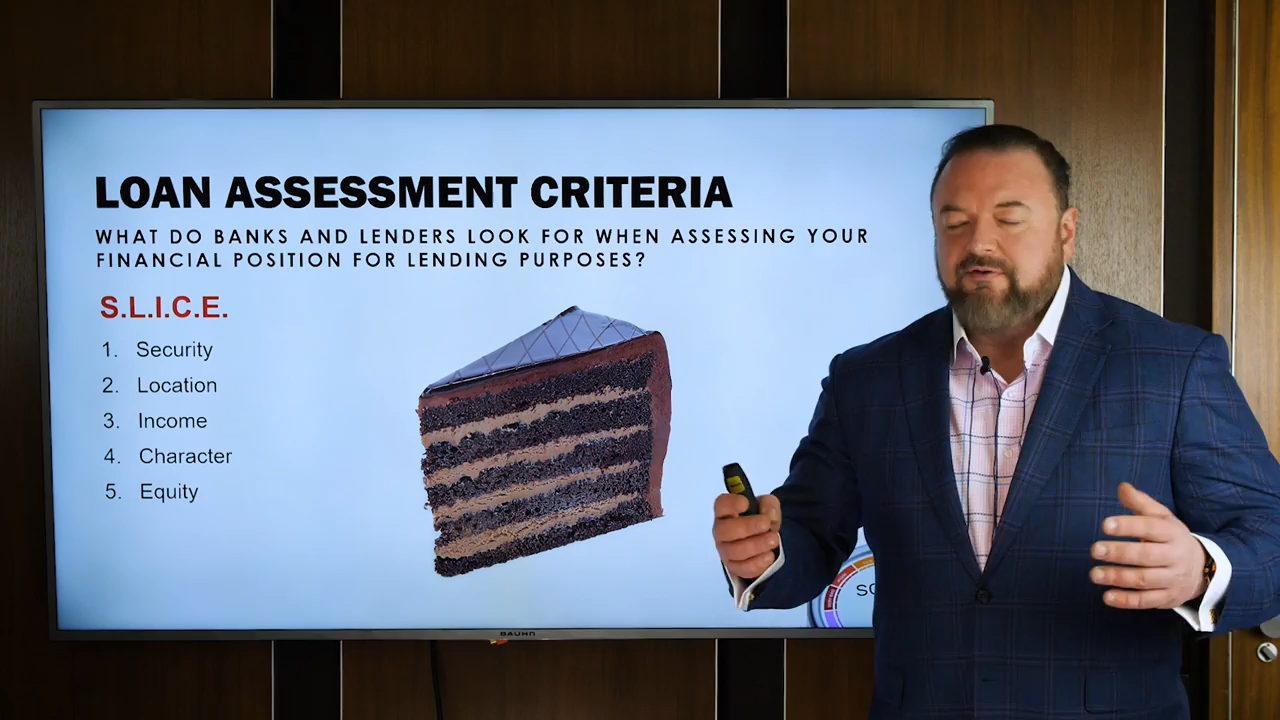 LOAN ASSESSMENT CRITERIA
WHAT DO BANKS AND LENDERS LOOK FOR WHEN ASSESSING YOUR
FINANCIAL POSITION FOR LENDING PURPOSES?
S.L.I.C.E.
1. Security
2. Location
3. Income
4. Character
5. Equity
BAUHN